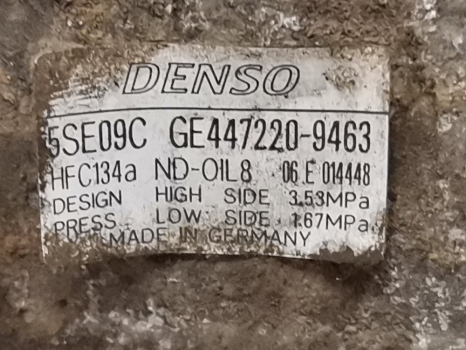 DENSO
5SE09C GE447220-9463
HFC134a ND-OIL8 06.E 014448
DESIGN HIGH SIDE 3.53MPa
PRESS. LOW SIDE 1.67MPa
MADE IN GERMANY